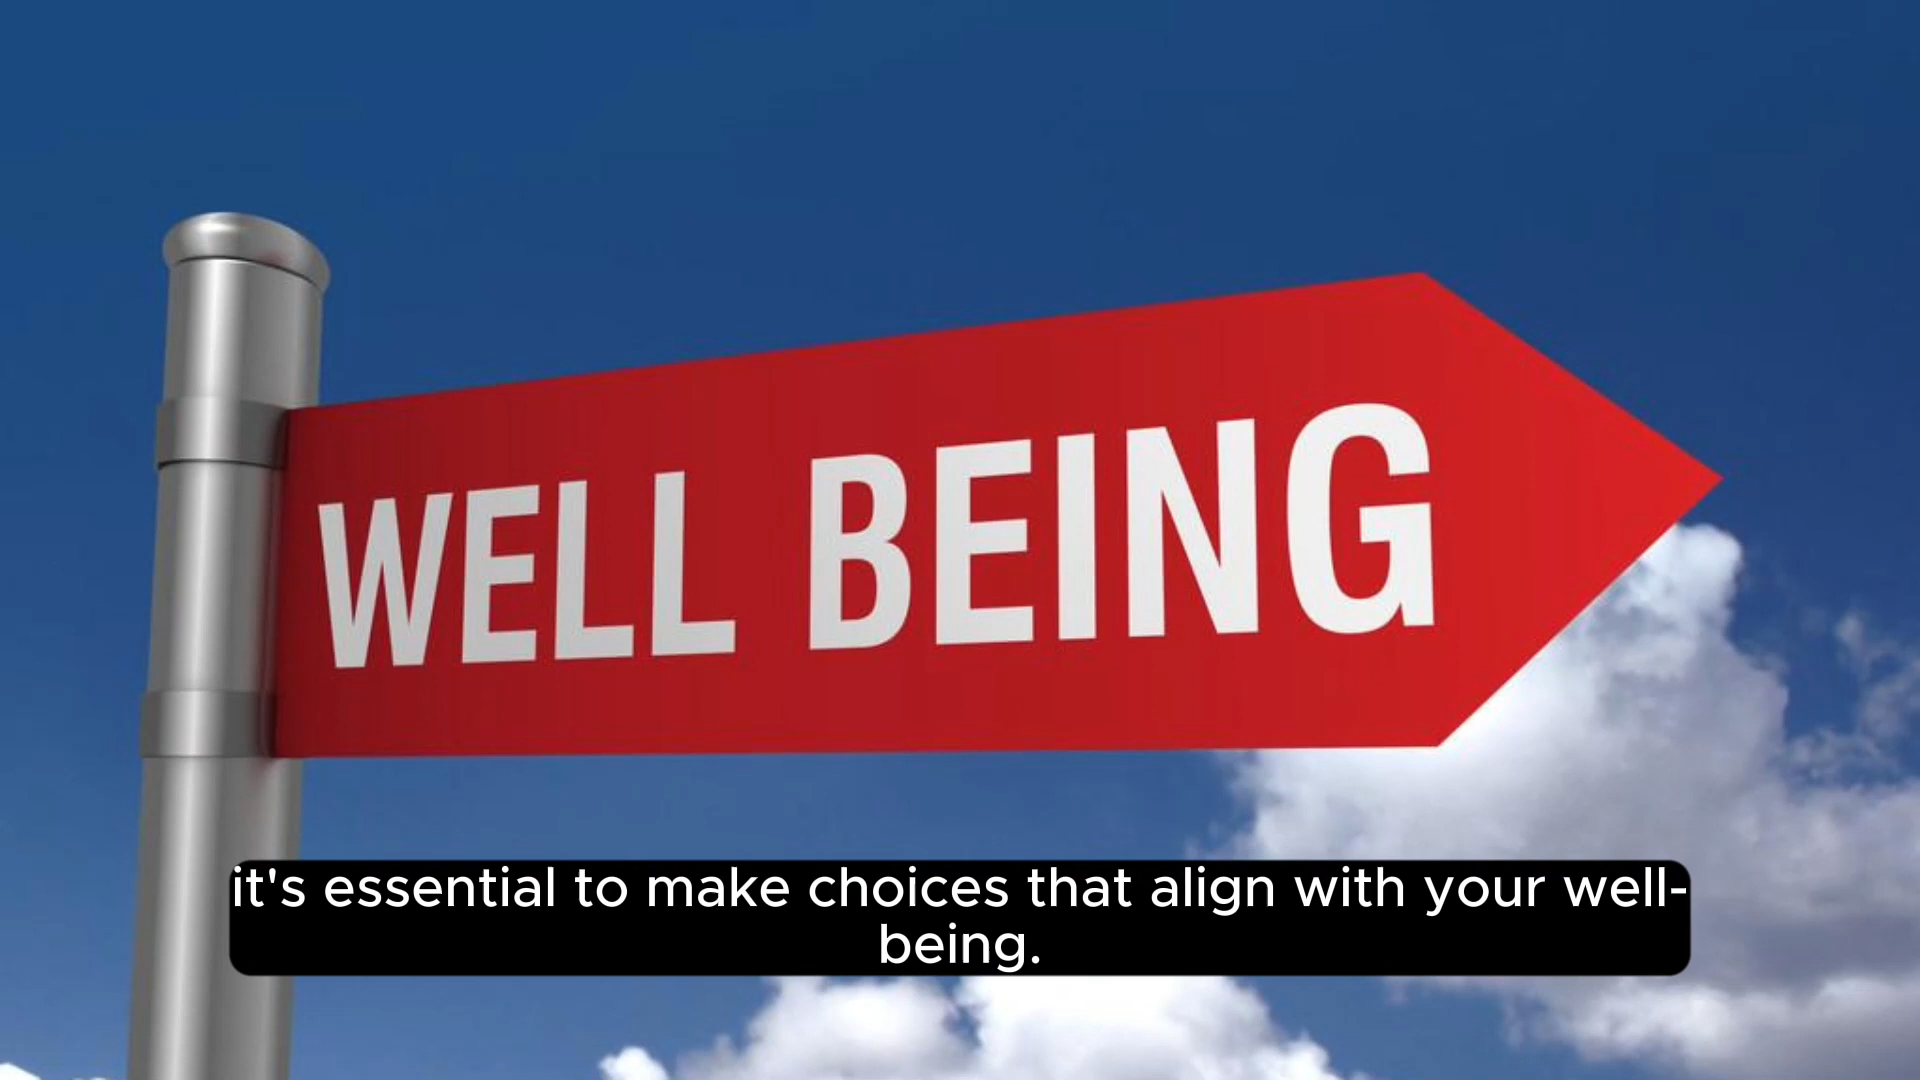 WELL BEING
it's essential to make choices that align with your well-
being.